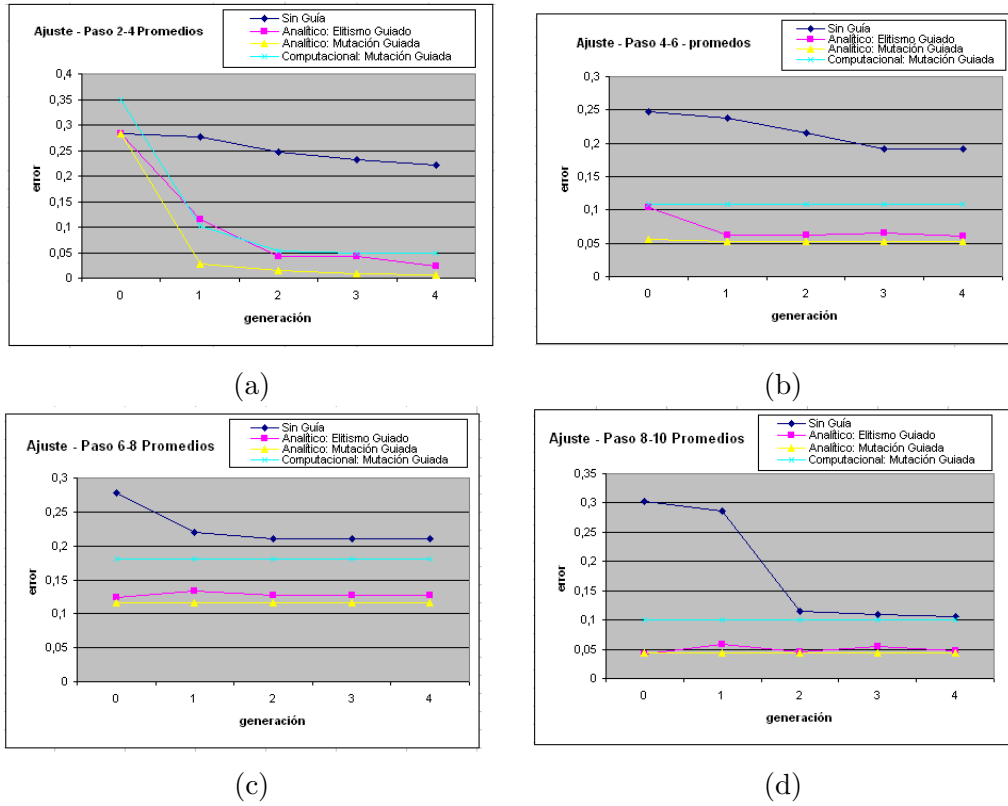 Ajuste - Paso 2-4 Promedios
Sin Guía
Analítico: Elitismo Guiado
Analítico: Mutación Guiada
Computacional: Mutación Guiada
0,4
0,35
0,3
0,25
0,2
0,15
0,1
0,05
0
error
0 1 2 3 4
generación
(a)
Ajuste - Paso 4-6 - promedos
Sin Guía
Analítico: Elitismo Guiado
Analítico: Mutación Guiada
Computacional: Mutación Guiada
0,3
0,25
0,2
0,15
0,1
0,05
0
error
0 1 2 3 4
generación
(b)
Ajuste - Paso 6-8 Promedios
Sin Guía
Analítico: Elitismo Guiado
Analítico: Mutación Guiada
Computacional: Mutación Guiada
0,3
0,25
0,2
0,15
0,1
0,05
0
error
0 1 2 3 4
generación
(c)
Ajuste - Paso 8-10 Promedios
Sin Guía
Analítico: Elitismo Guiado
Analítico: Mutación Guiada
Computacional: Mutación Guiada
0,35
0,3
0,25
0,2
0,15
0,1
0,05
0
error
0 1 2 3 4
generación
(d)